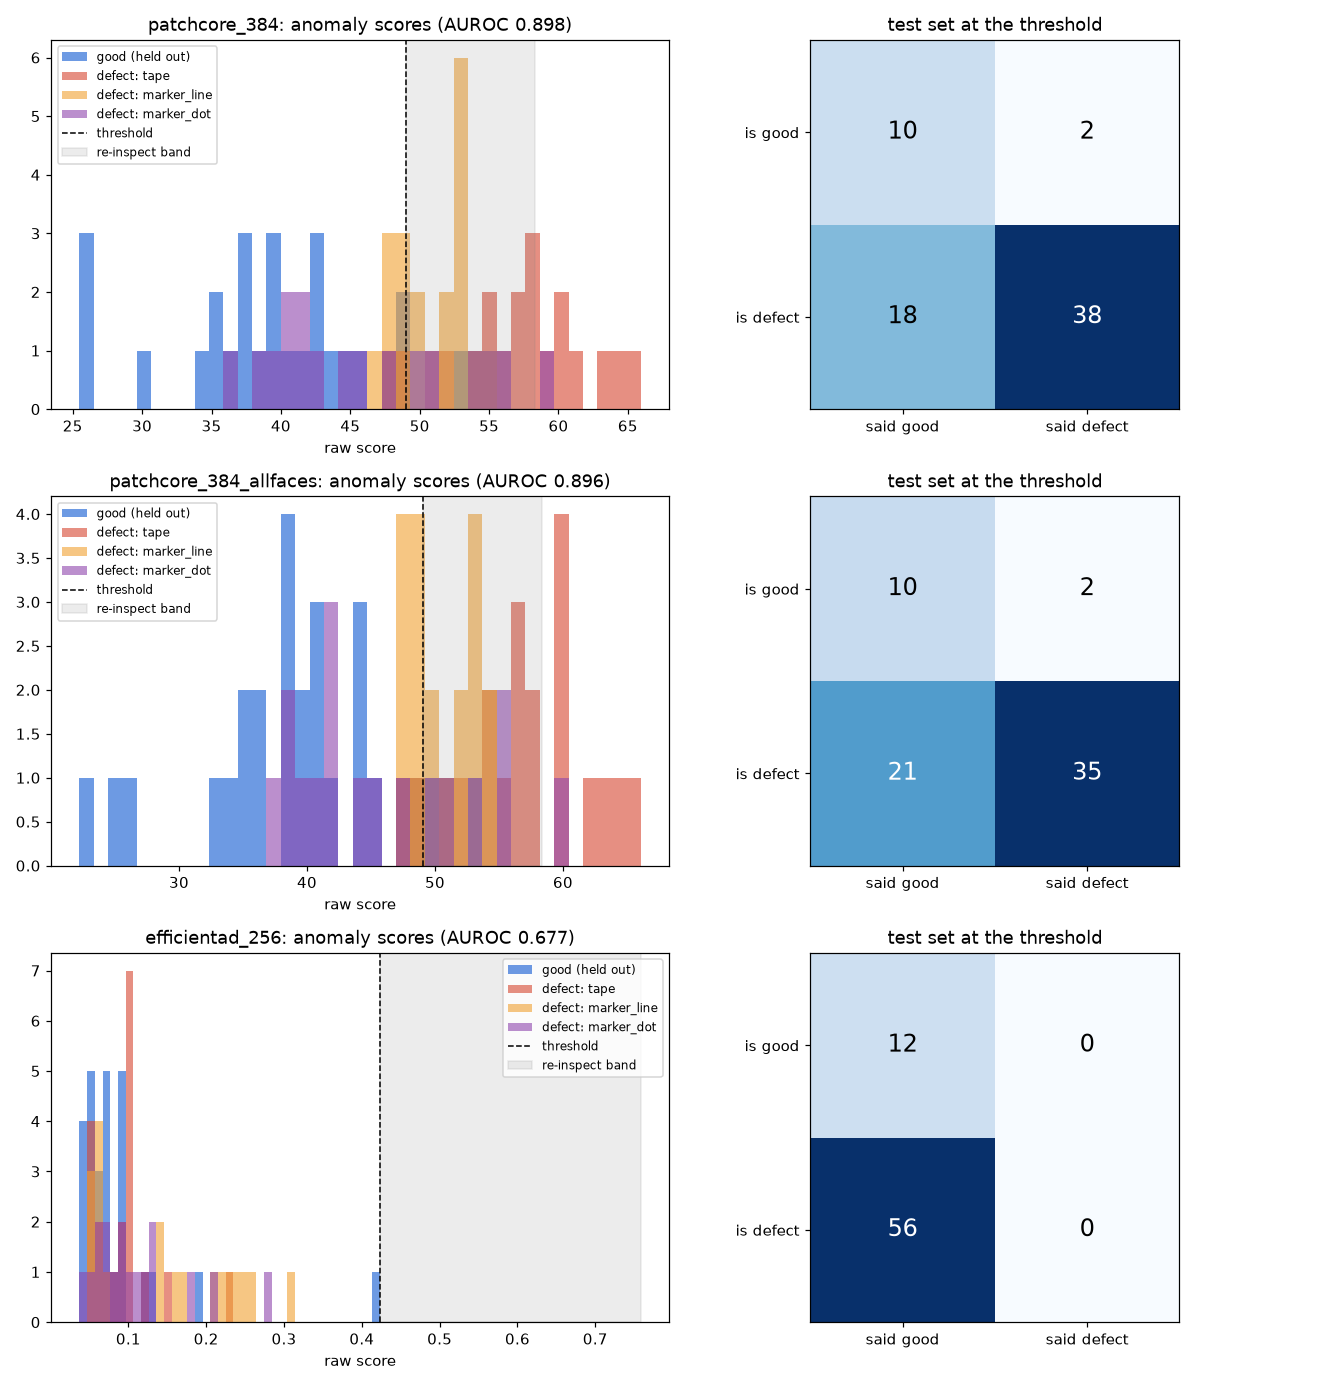 patchcore_384: anomaly scores (AUROC 0.898)
good (held out)
defect: tape
defect: marker_line
defect: marker_dot
threshold
re-inspect band
6
5
4
3
2
1
0
25 30 35 40 45 50 55 60 65
raw score
test set at the threshold
is good
is defect
10 2
18 38
said good said defect
patchcore_384_allfaces: anomaly scores (AUROC 0.896)
good (held out)
defect: tape
defect: marker_line
defect: marker_dot
threshold
re-inspect band
4.0
3.5
3.0
2.5
2.0
1.5
1.0
0.5
0.0
30 40 50 60
raw score
test set at the threshold
is good
is defect
10 2
21 35
said good said defect
efficientad_256: anomaly scores (AUROC 0.677)
good (held out)
defect: tape
defect: marker_line
defect: marker_dot
threshold
re-inspect band
7
6
5
4
3
2
1
0
0.1 0.2 0.3 0.4 0.5 0.6 0.7
raw score
test set at the threshold
is good
is defect
12 0
56 0
said good said defect